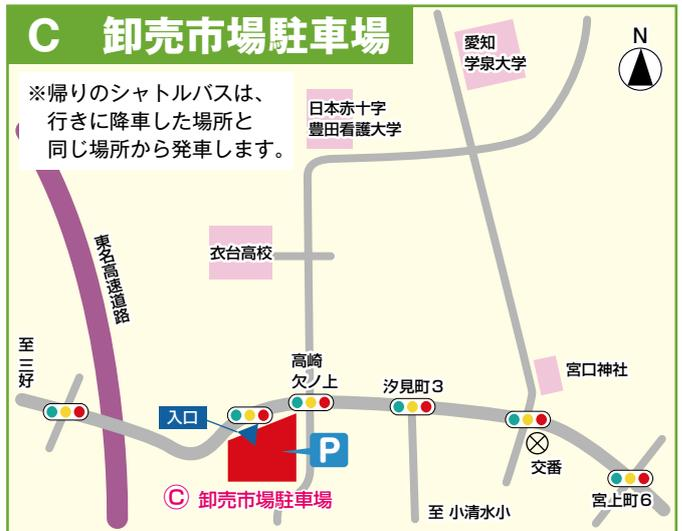 C 卸売市場駐車場
※帰りのシャトルバスは、
行きに降車した場所と
同じ場所から発車します。
愛知
学泉大学
N
日本赤十字
豊田看護大学
衣台高校
東名高速道路
至 三好
高崎
欠ノ上
汐見町3
宮口神社
入口
P
交番
Ⓒ 卸売市場駐車場
至 小清水小
宮上町6